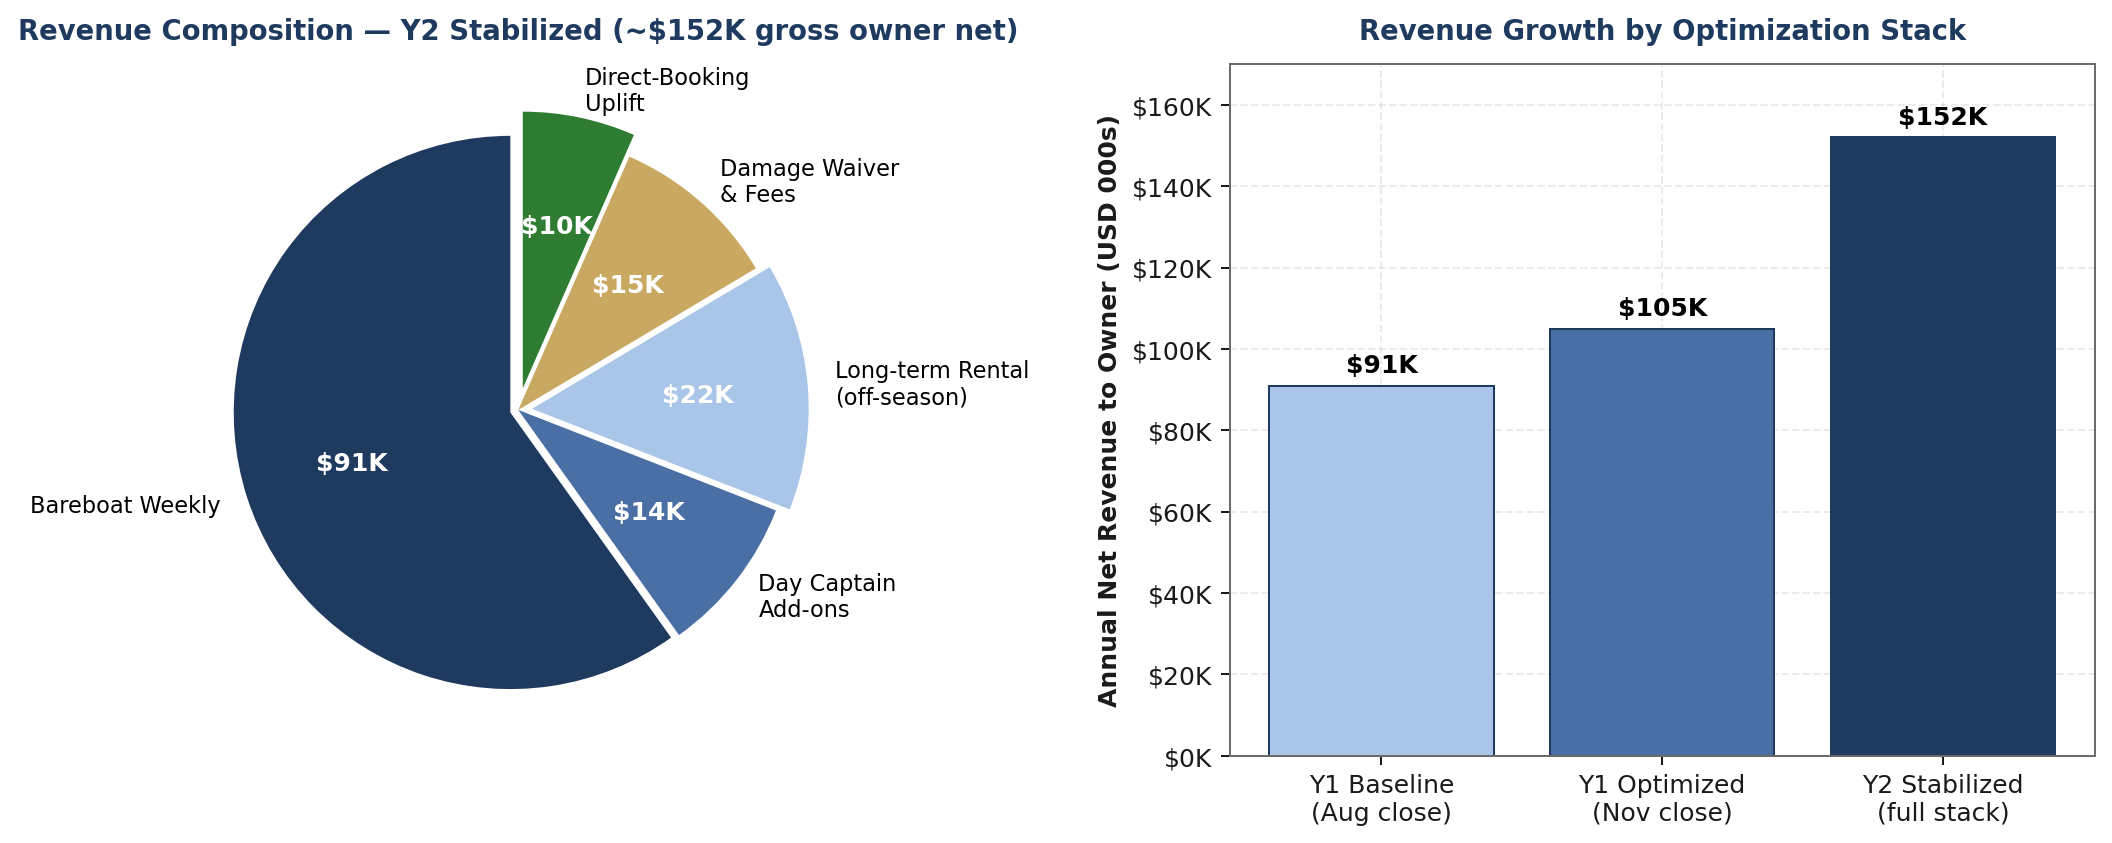 Revenue Composition — Y2 Stabilized (~$152K gross owner net)
Direct-Booking
Uplift
Damage Waiver
& Fees
$10K
$15K
Long-term Rental
(off-season)
$22K
$91K
Bareboat Weekly
$14K
Day Captain
Add-ons
Revenue Growth by Optimization Stack
Annual Net Revenue to Owner (USD 000s)
$160K
$140K
$120K
$100K
$80K
$60K
$40K
$20K
$0K
$91K
$105K
$152K
Y1 Baseline
(Aug close)
Y1 Optimized
(Nov close)
Y2 Stabilized
(full stack)